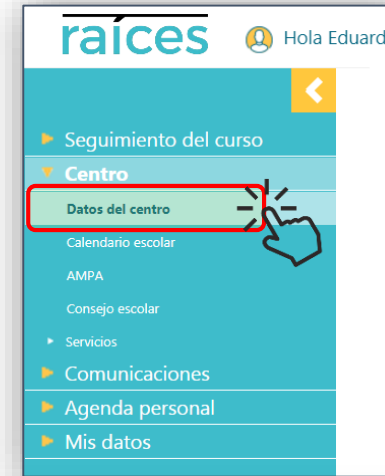 raíces
Hola Eduard
Seguimiento del curso
Centro
Datos del centro
Calendario escolar
AMPA
Consejo escolar
Servicios
Comunicaciones
Agenda personal
Mis datos